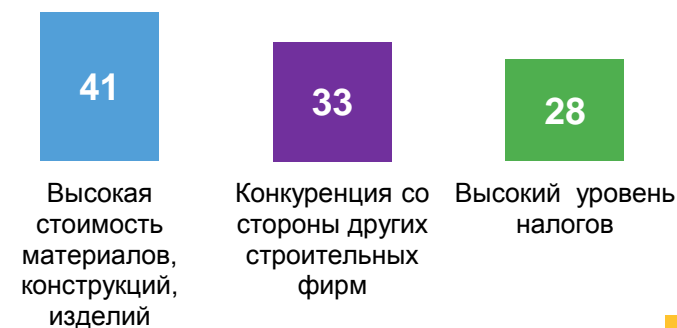 41
33
28
Высокая
стоимость
материалов,
конструкций,
изделий
Конкуренция со
стороны других
строительных
фирм
Высокий уровень
налогов